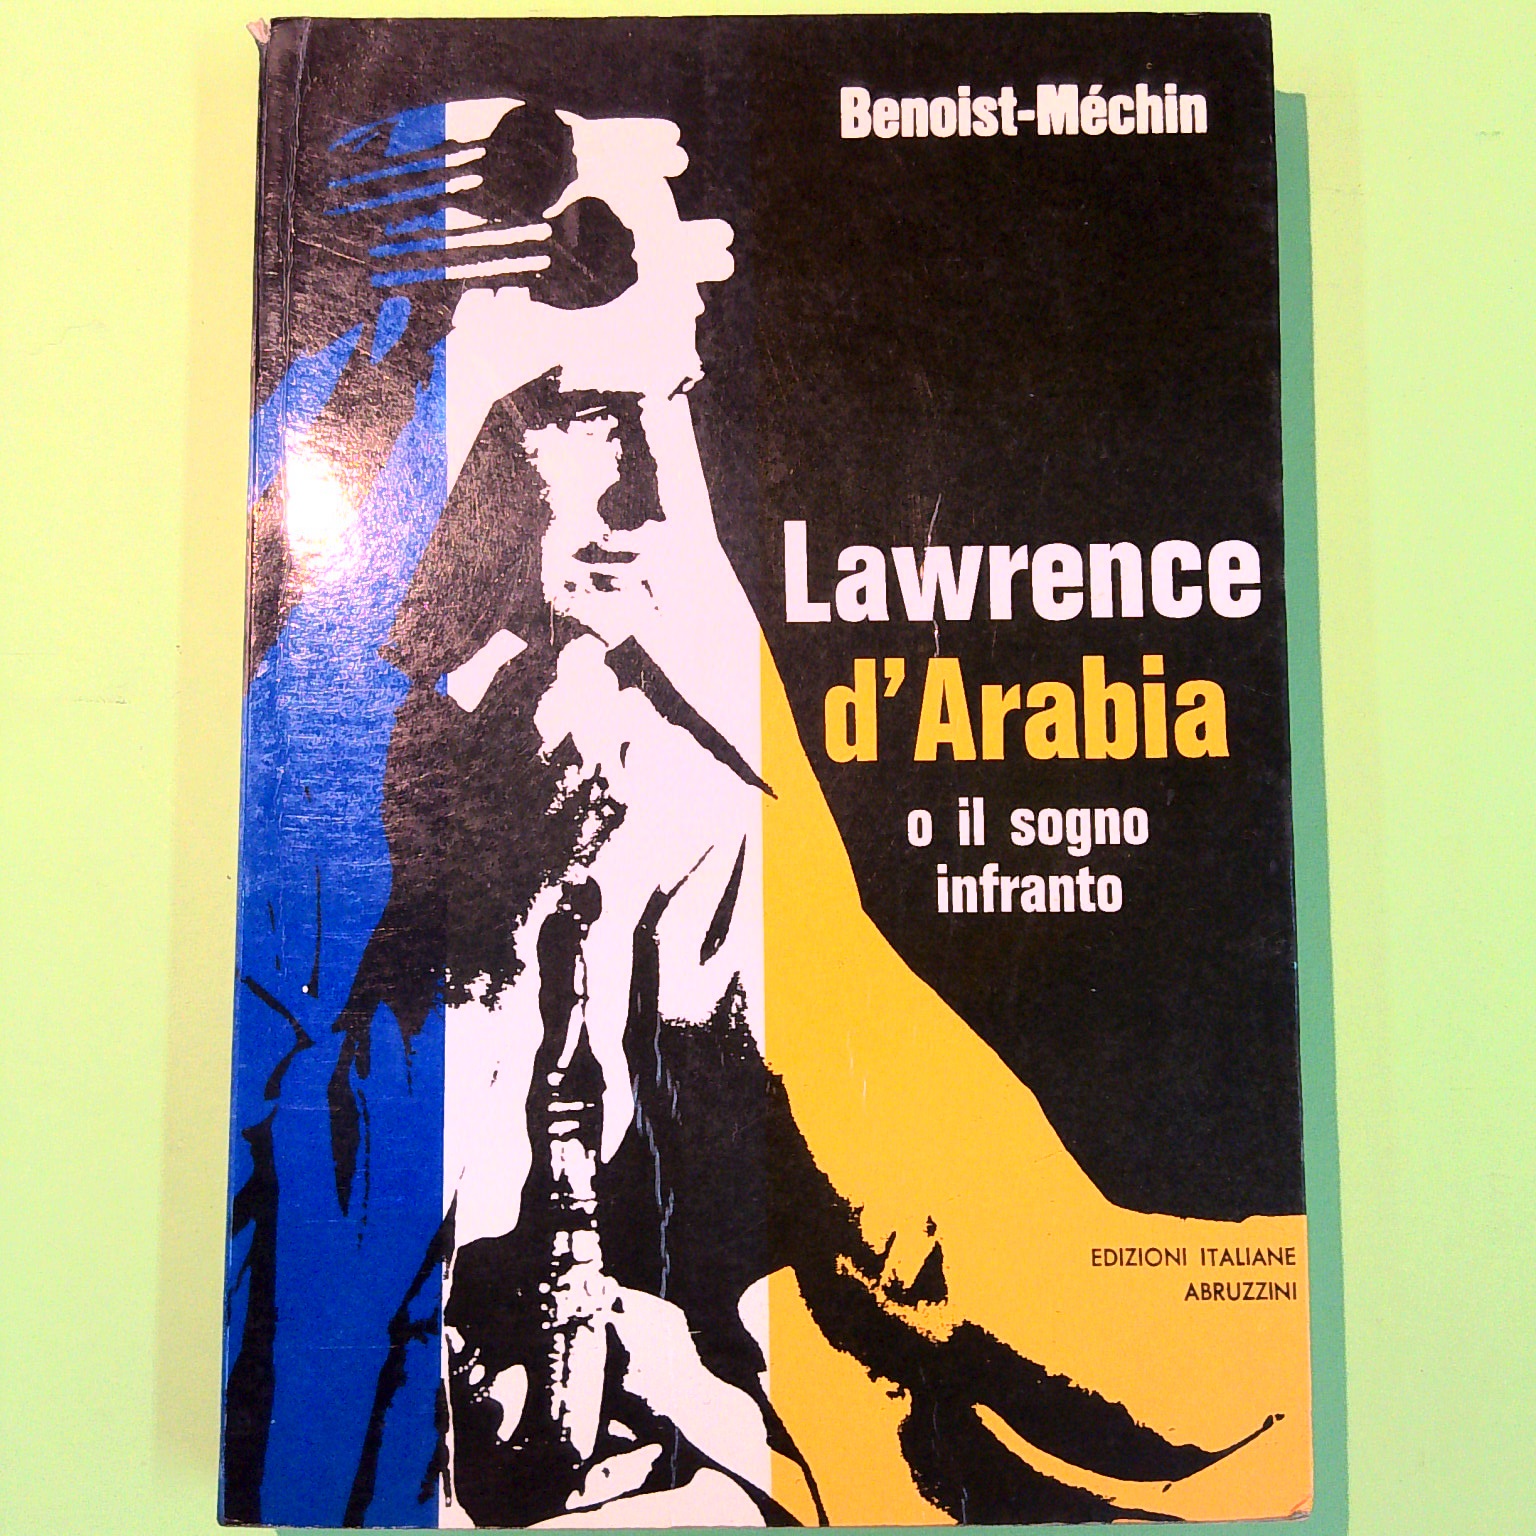 Benoist-Méchin
Lawrence
d'Arabia
o il sogno
infranto
EDIZIONI ITALIANE
ABRUZZINI